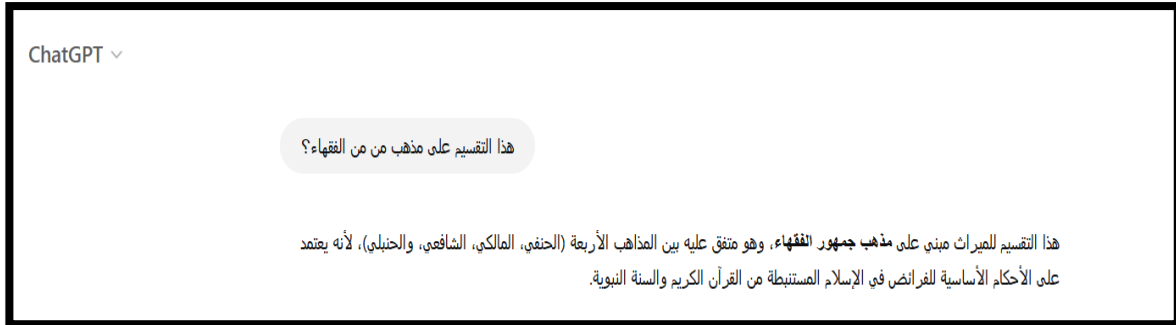 ChatGPT
هذا التقسيم على مذهب من من الفقهاء؟
هذا التقسيم للميراث مبني على مذهب جمهور الفقهاء، وهو متفق عليه بين المذاهب الأربعة (الحنفي، المالكي، الشافعي، والحنبلي)، لأنه يعتمد
على الأحكام الأساسية للفرائض في الإسلام المستنبطة من القرآن الكريم والسنة النبوية.